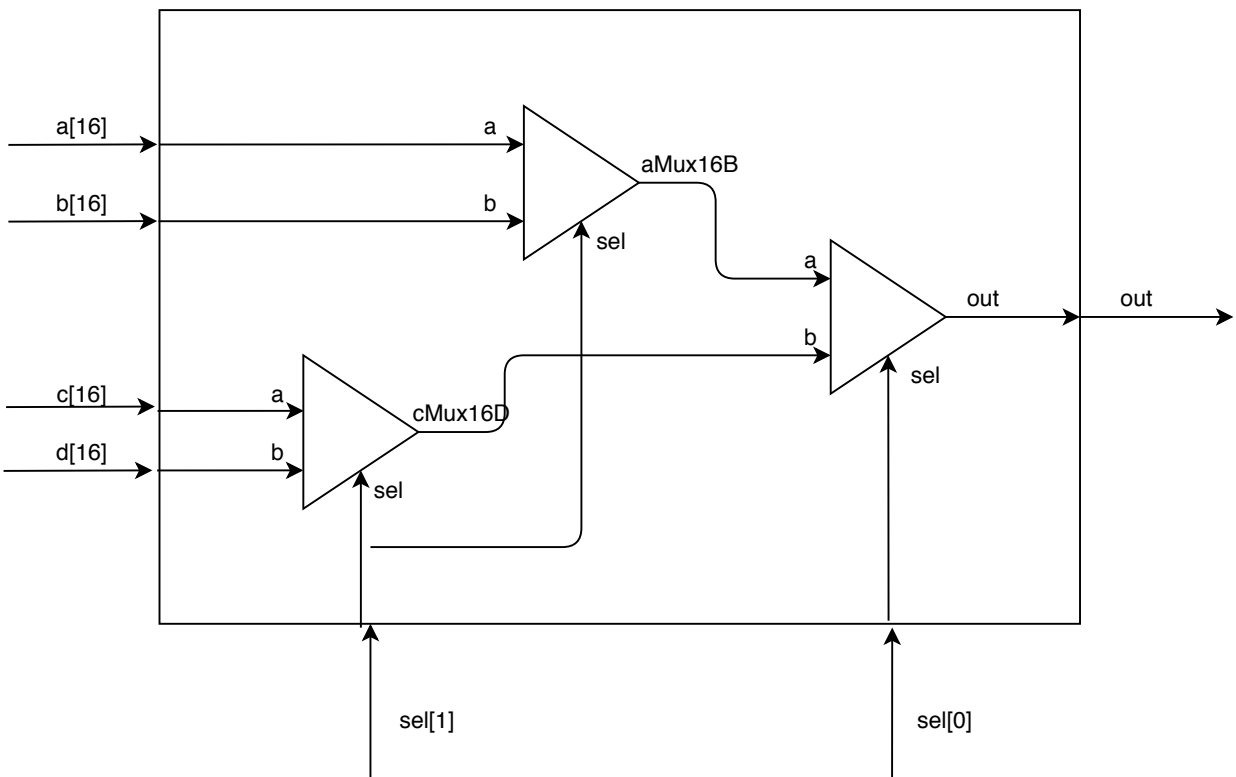 a[16]
a
aMux16B
b[16]
b
sel
a
out
out
b
sel
c[16]
a
cMux16D
d[16]
b
sel
sel[1]
sel[0]